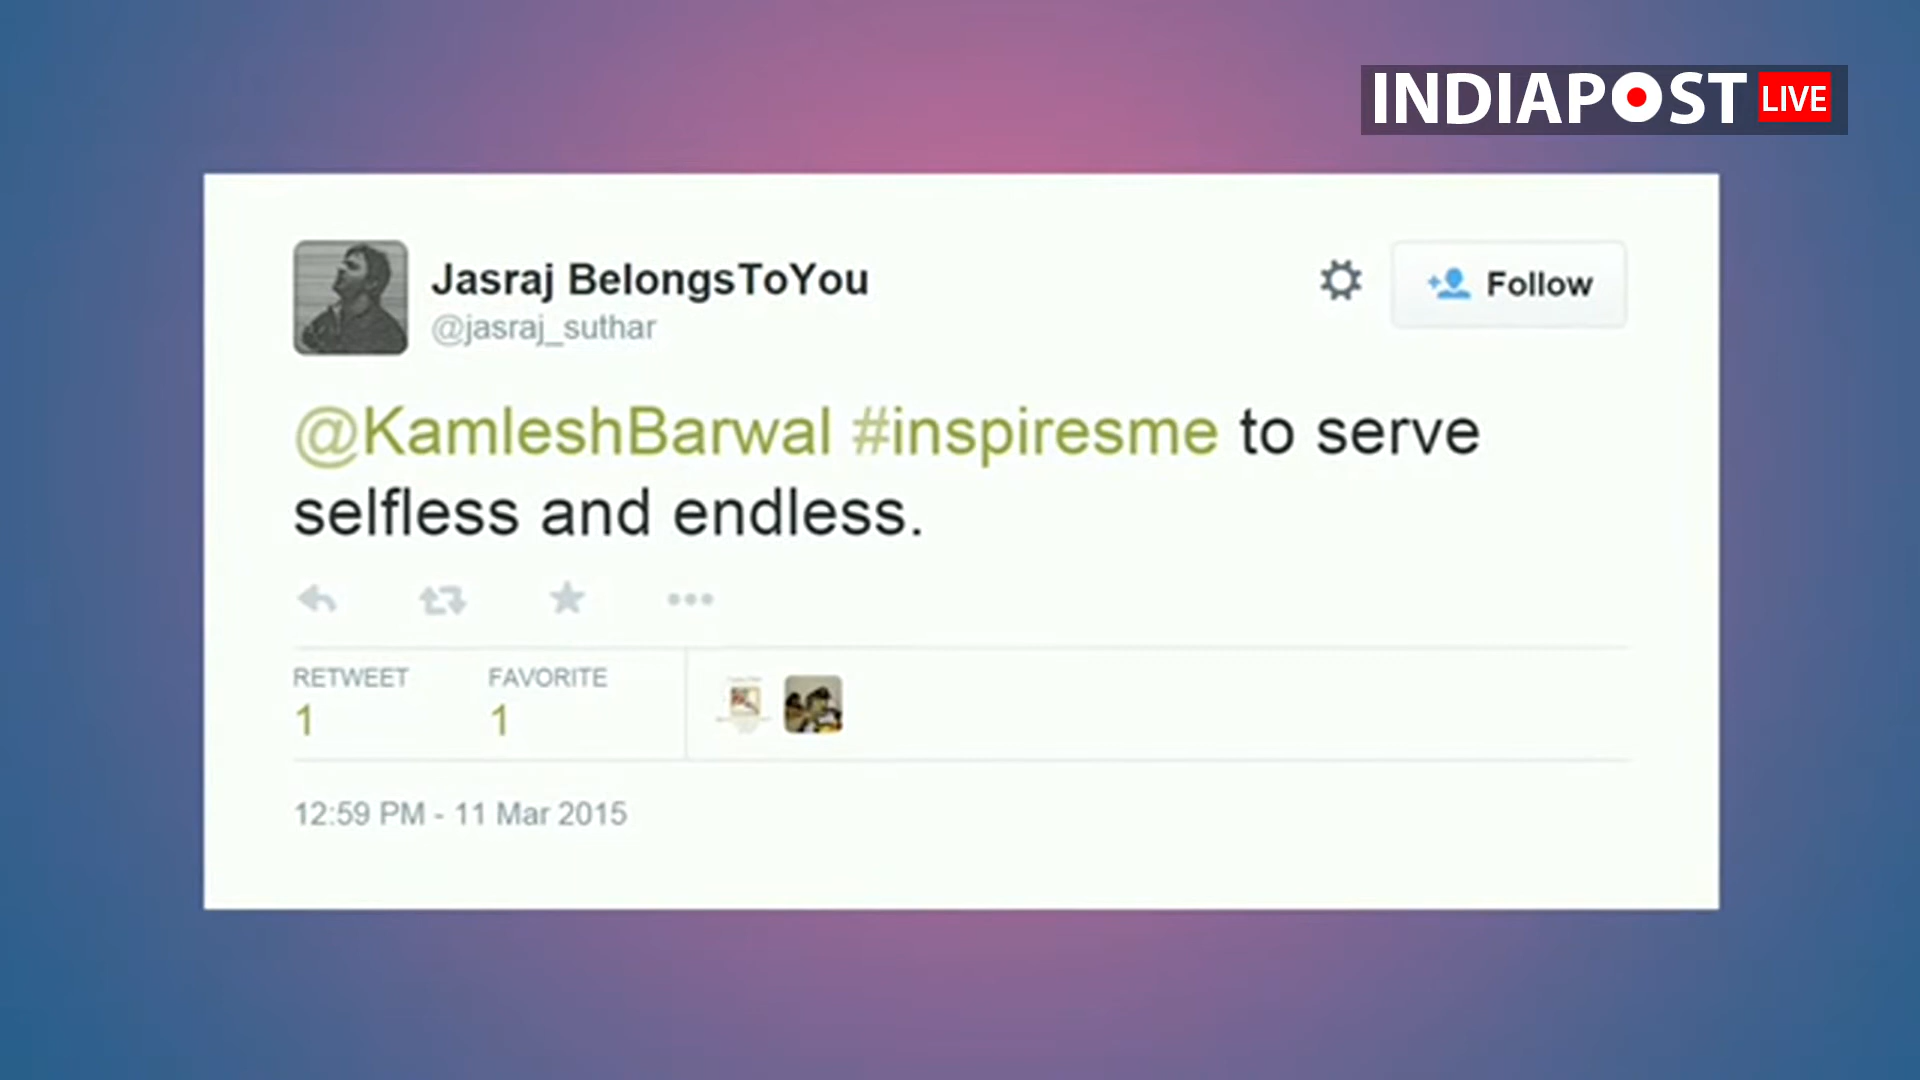 INDIAPOST LIVE
Jasraj BelongsToYou
@jasraj_suthar
Follow
@KamleshBarwal #inspiresme to serve
selfless and endless.
RETWEET FAVORITE
1 1
12:59 PM - 11 Mar 2015